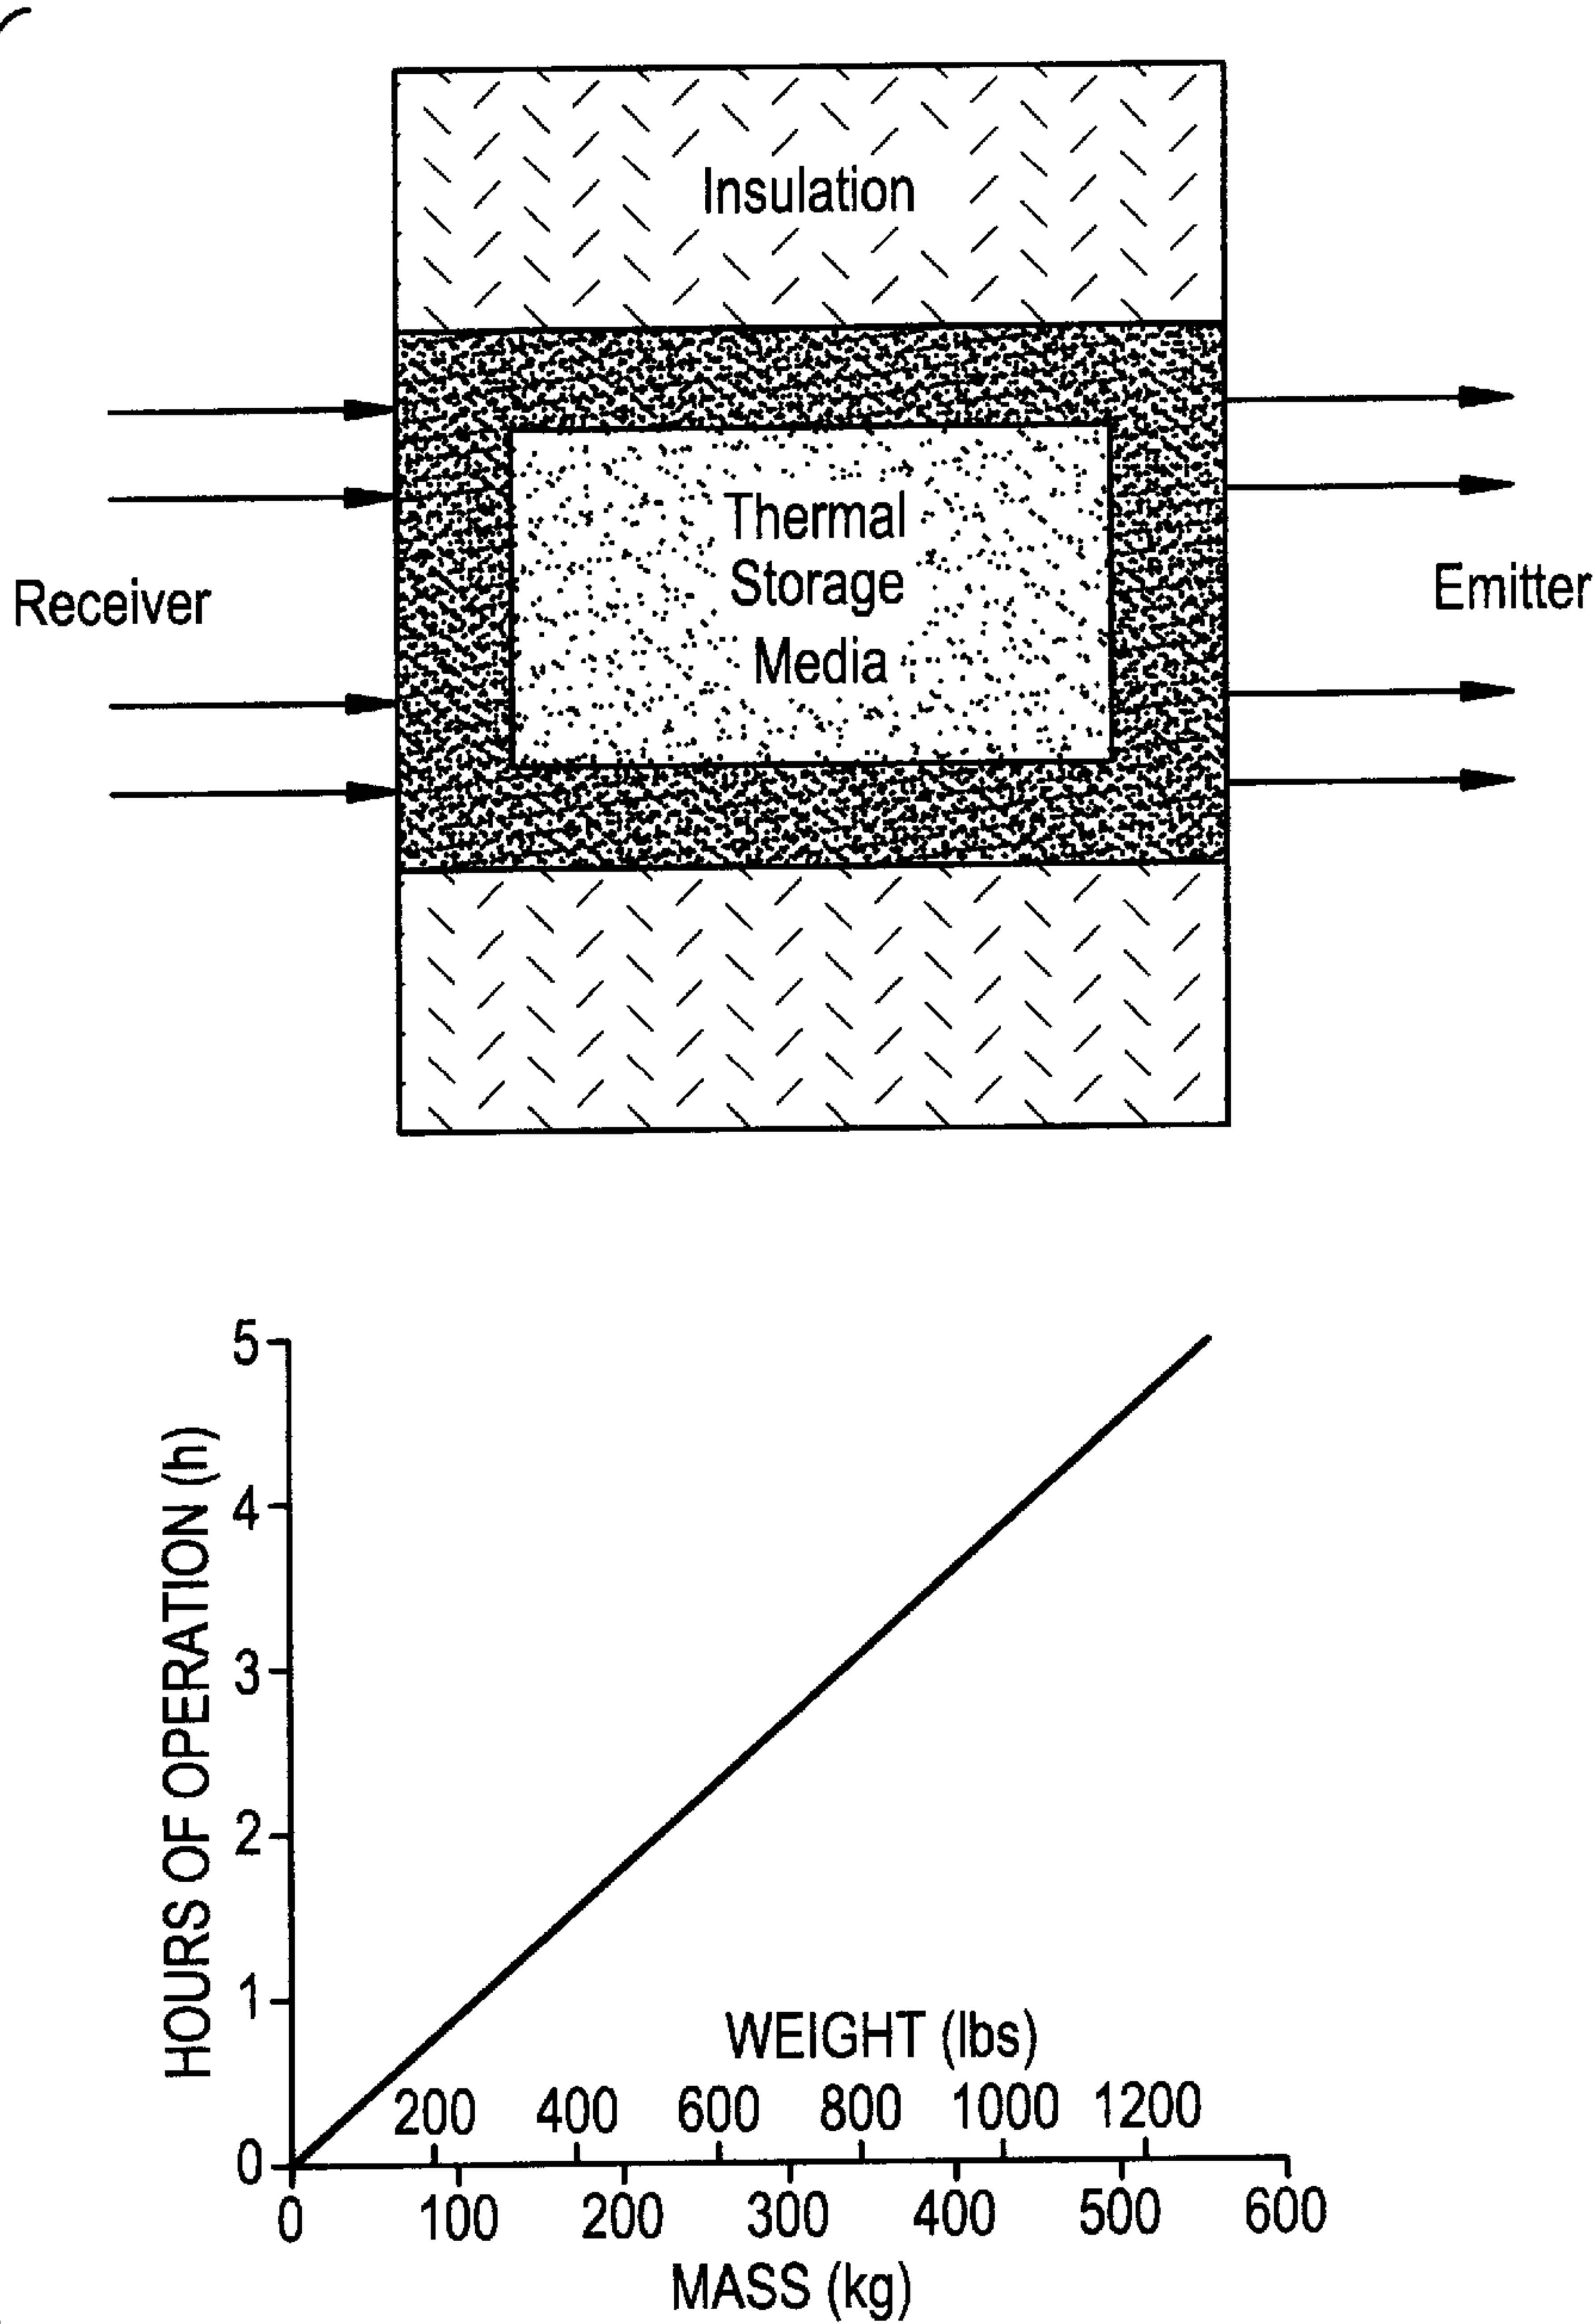 Insulation
Thermal
Storage
Media
Receiver
Emitter
HOURS OF OPERATION (h)
5
4
3
2
1
0
WEIGHT (lbs)
200 400 600 800 1000 1200
0 100 200 300 400 500 600
MASS (kg)